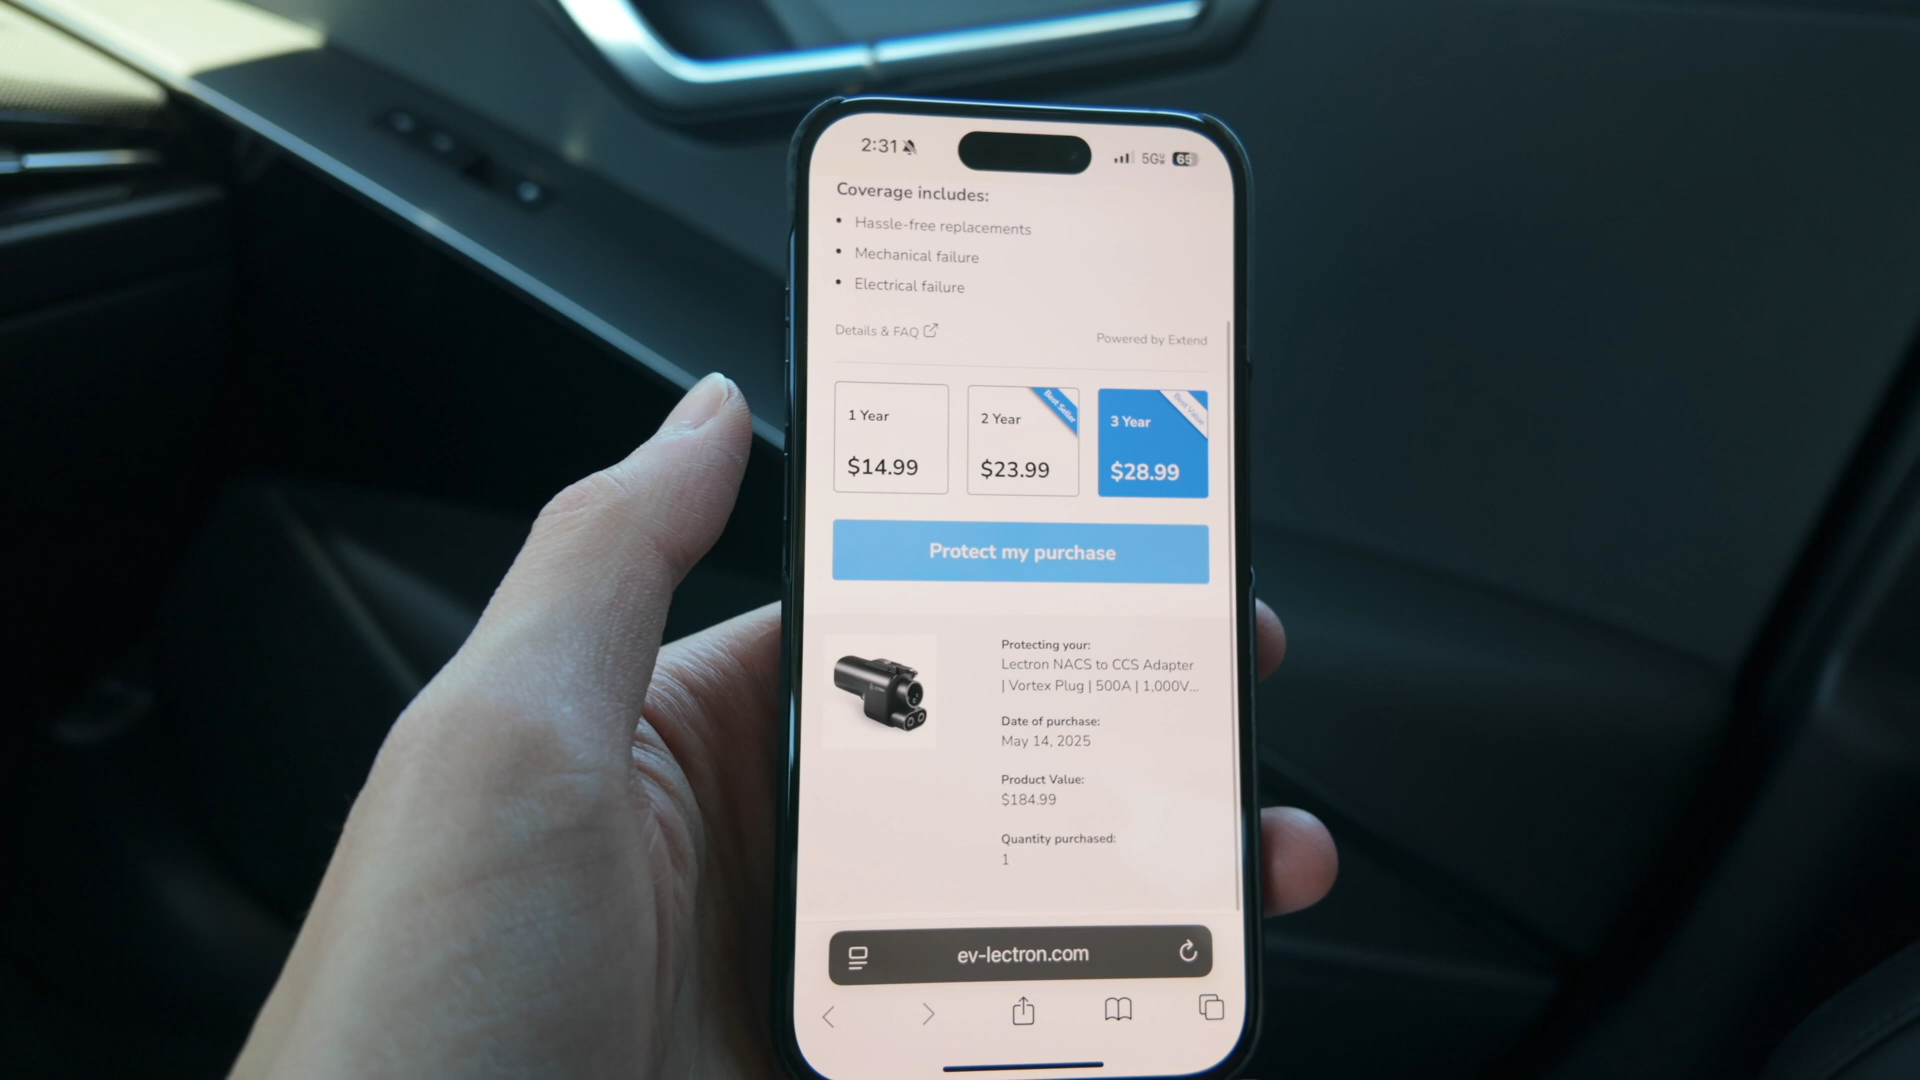 2:31
5G
65
Coverage includes:
• Hassle-free replacements
• Mechanical failure
• Electrical failure
Details & FAQ
Powered by Extend
1 Year
$14.99
Best Seller
2 Year
$23.99
Best Value
3 Year
$28.99
Protect my purchase
Protecting your:
Lectron NACS to CCS Adapter
| Vortex Plug | 500A | 1,000V...
Date of purchase:
May 14, 2025
Product Value:
$184.99
Quantity purchased:
1
ev-lectron.com